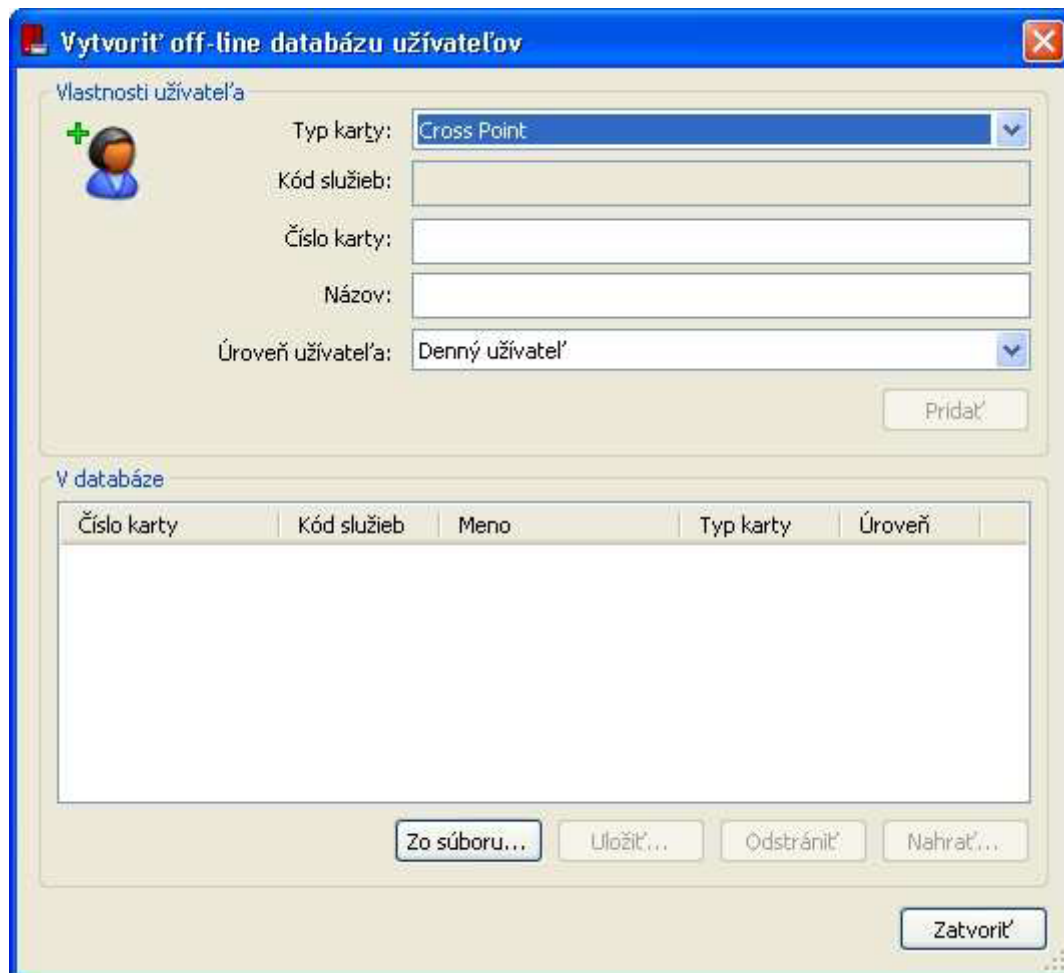 Vytvoriť off-line databázu užívateľov
Vlastnosti užívateľa
Typ karty: Cross Point
Kód služieb:
Číslo karty:
Názov:
Úroveň užívateľa: Denný užívateľ
Pridať
V databáze
Číslo karty Kód služieb Meno Typ karty Úroveň
Zo súboru... Uložiť... Odstrániť Nahrať...
Zatvoriť